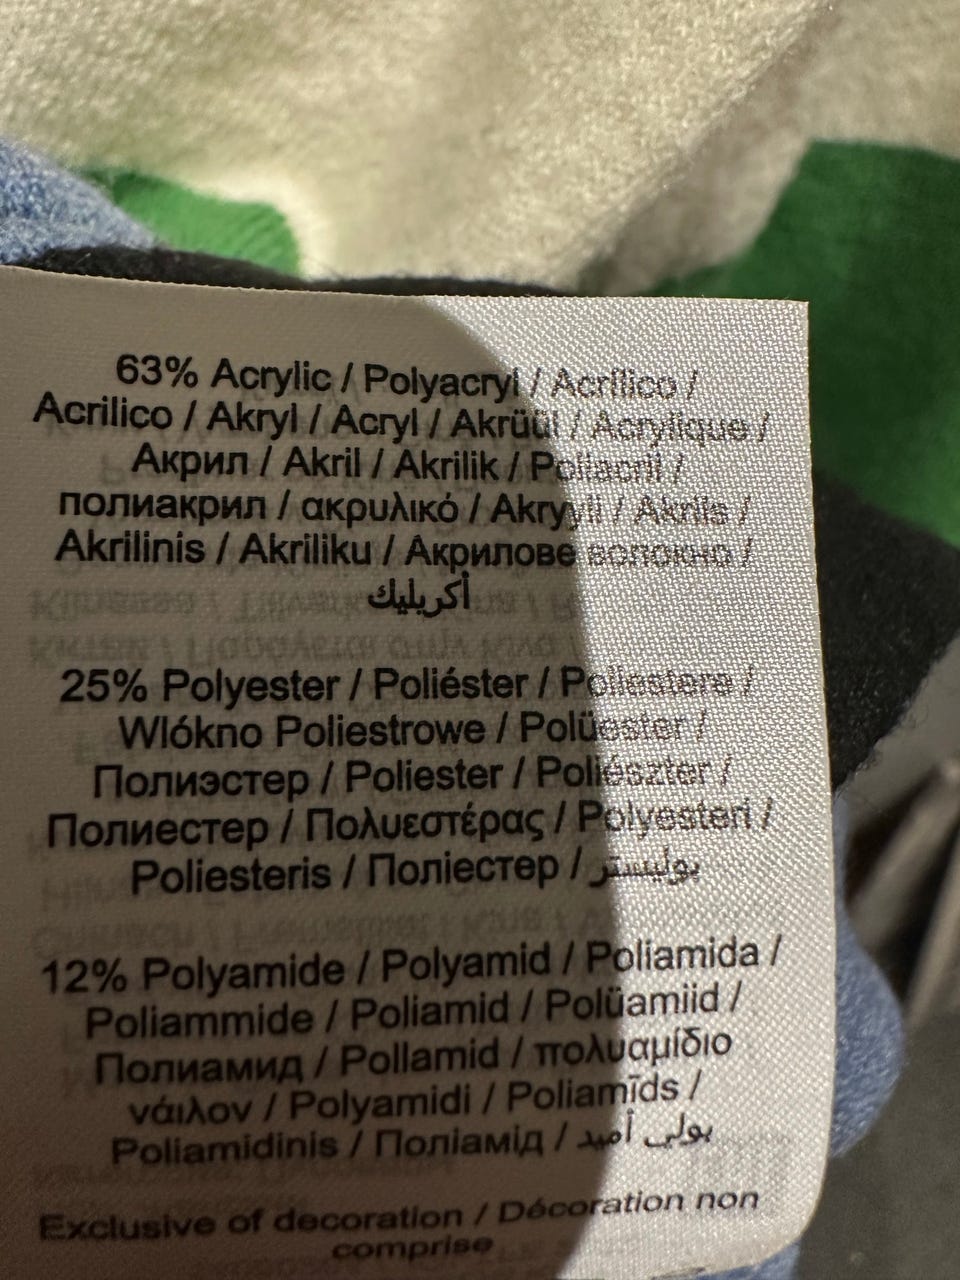 63% Acrylic / Polyacryl / Acrílico /
Acrilico / Akryl / Acryl / Akrüül / Acrylique /
Акрил / Akril / Akrilik / Poliacril /
полиакрил / ακρυλικό / Akryyli / Akrils /
Akrilinis / Akriliku / Акрилове волокно /
أكريليك
25% Polyester / Poliéster / Poliestere /
Wlókno Poliestrowe / Polüester /
Полиэстер / Poliester / Poliészter /
Полиестер / Πολυεστέρας / Polyesteri /
Poliesteris / Поліестер / بوليستر
12% Polyamide / Polyamid / Poliamida /
Poliammide / Poliamid / Polüamiid /
Полиамид / Pollamid / πολυαμίδιο
νάιλον / Polyamidi / Poliamīds /
Poliamidinis / Поліамід / بولي أميد
Exclusive of decoration / Décoration non
comprise